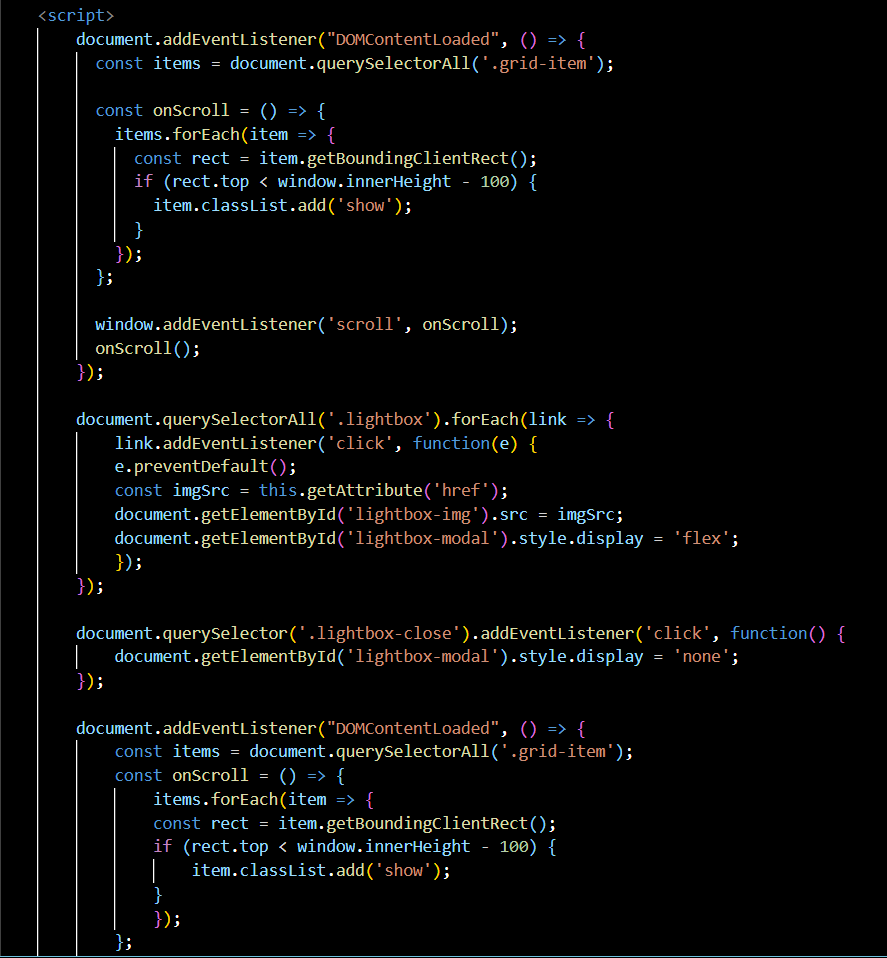 <script>
document.addEventListener("DOMContentLoaded", () => {
const items = document.querySelectorAll('.grid-item');
const onScroll = () => {
items.forEach(item => {
const rect = item.getBoundingClientRect();
if (rect.top < window.innerHeight - 100) {
item.classList.add('show');
}
});
};
window.addEventListener('scroll', onScroll);
onScroll();
});
document.querySelectorAll('.lightbox').forEach(link => {
link.addEventListener('click', function(e) {
e.preventDefault();
const imgSrc = this.getAttribute('href');
document.getElementById('lightbox-img').src = imgSrc;
document.getElementById('lightbox-modal').style.display = 'flex';
});
});
document.querySelector('.lightbox-close').addEventListener('click', function() {
document.getElementById('lightbox-modal').style.display = 'none';
});
document.addEventListener("DOMContentLoaded", () => {
const items = document.querySelectorAll('.grid-item');
const onScroll = () => {
items.forEach(item => {
const rect = item.getBoundingClientRect();
if (rect.top < window.innerHeight - 100) {
item.classList.add('show');
}
});
};